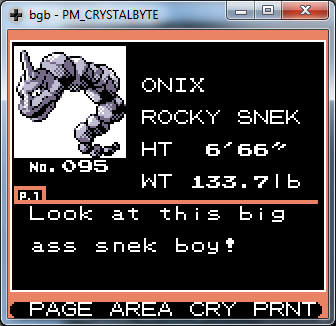 bgb - PM_CRYSTALBYTE
ONIX
ROCKY SNEK
HT 6′66″
No. 095
WT 133.7lb
P.1
Look at this big
ass snek boy!
PAGE AREA CRY PRNT